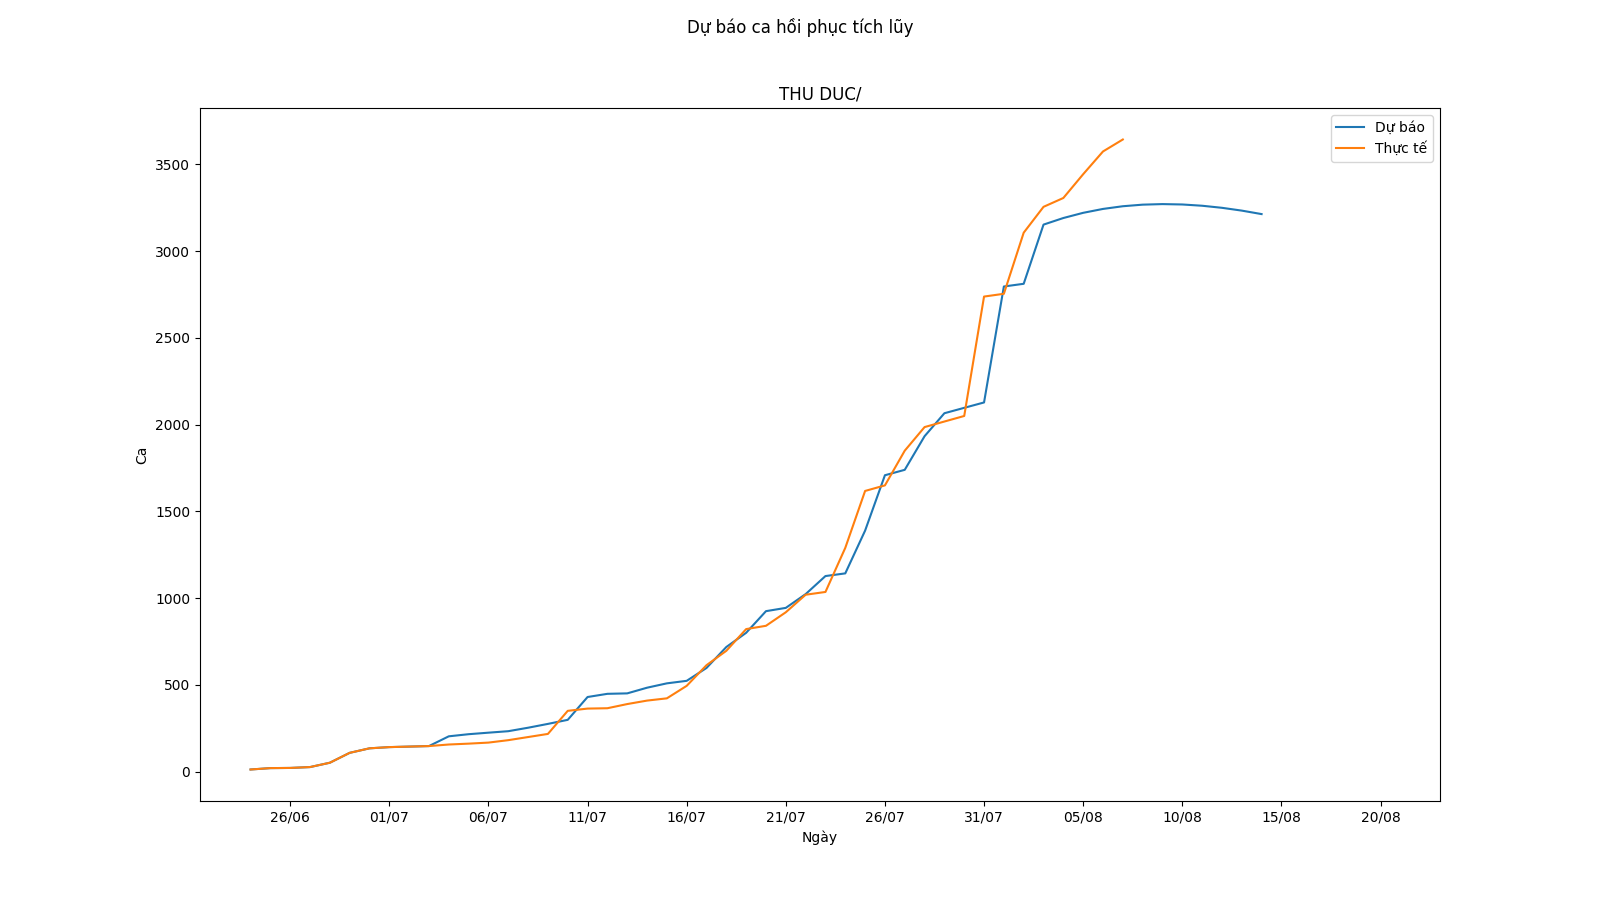 Dự báo ca hồi phục tích lũy
THU DUC/
Dự báo
Thực tế
3500
3000
2500
2000
1500
1000
500
0
Ca
26/06 01/07 06/07 11/07 16/07 21/07 26/07 31/07 05/08 10/08 15/08 20/08
Ngày